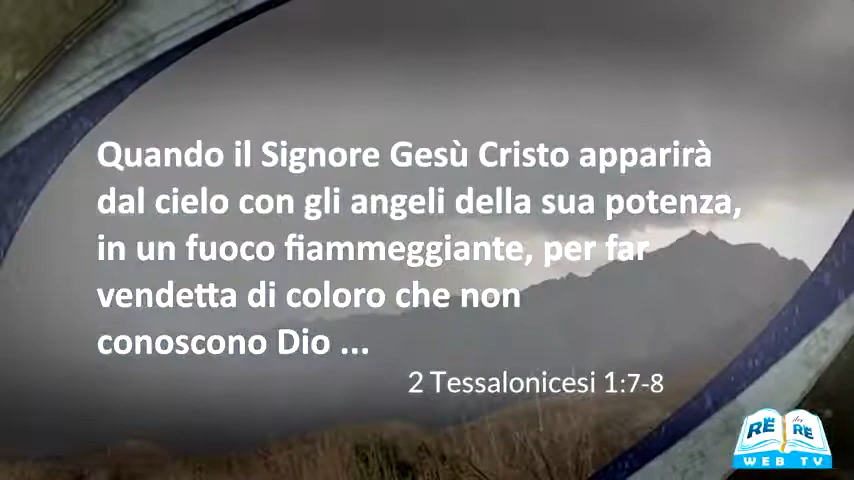 Quando il Signore Gesù Cristo apparirà
dal cielo con gli angeli della sua potenza,
in un fuoco fiammeggiante, per far
vendetta di coloro che non
conoscono Dio ...
2 Tessalonicesi 1:7-8
RE dei RE
WEB TV